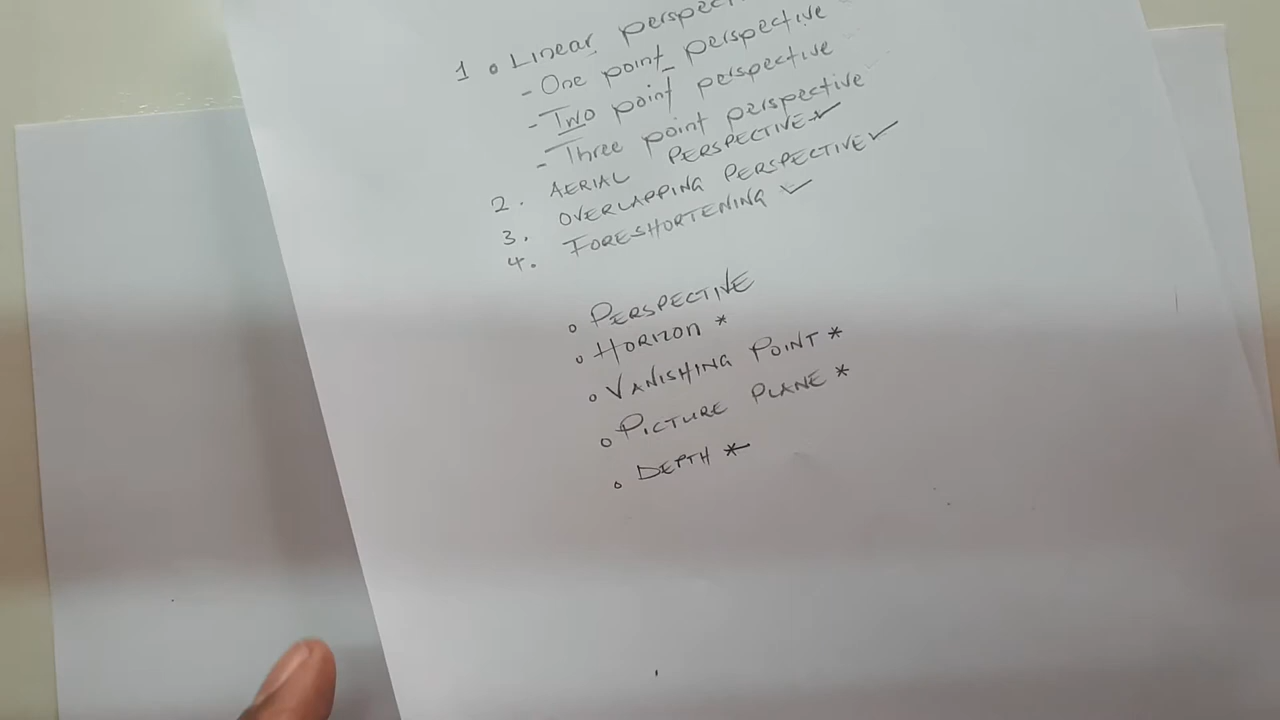 1 • Linear
- One point perspective
- Two point perspective
- Three point perspective
2. AERIAL PERSPECTIVE ✓
3. OVERLAPPING PERSPECTIVE ✓
4. FORESHORTENING ✓
• PERSPECTIVE
• HORIZON *
• VANISHING POINT *
• PICTURE PLANE *
• DEPTH *